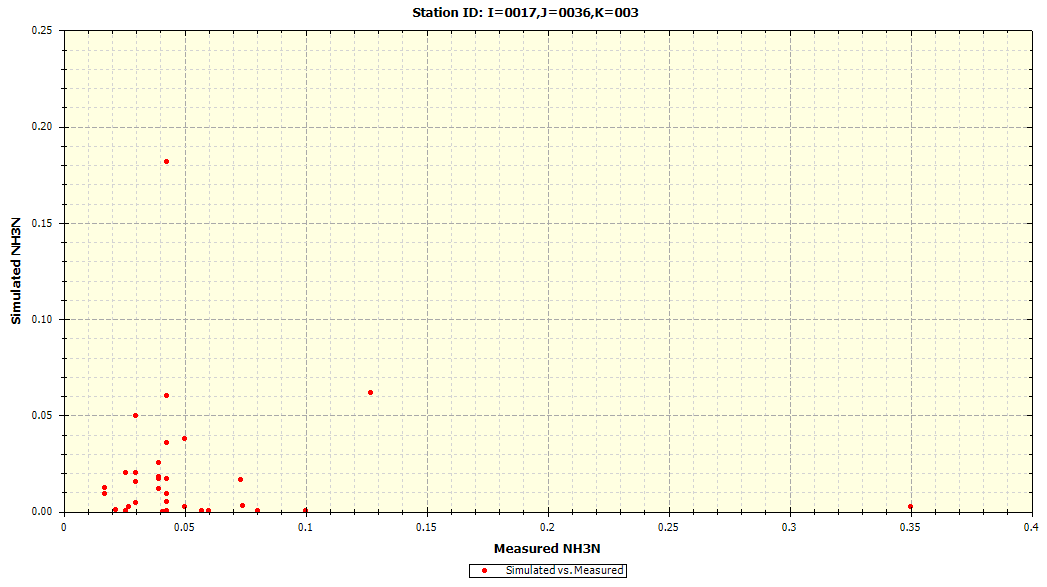 Station ID: I=0017,J=0036,K=003
0.25
0.20
0.15
0.10
0.05
0.00
Simulated NH3N
0 0.05 0.1 0.15 0.2 0.25 0.3 0.35 0.4
Measured NH3N
Simulated vs. Measured